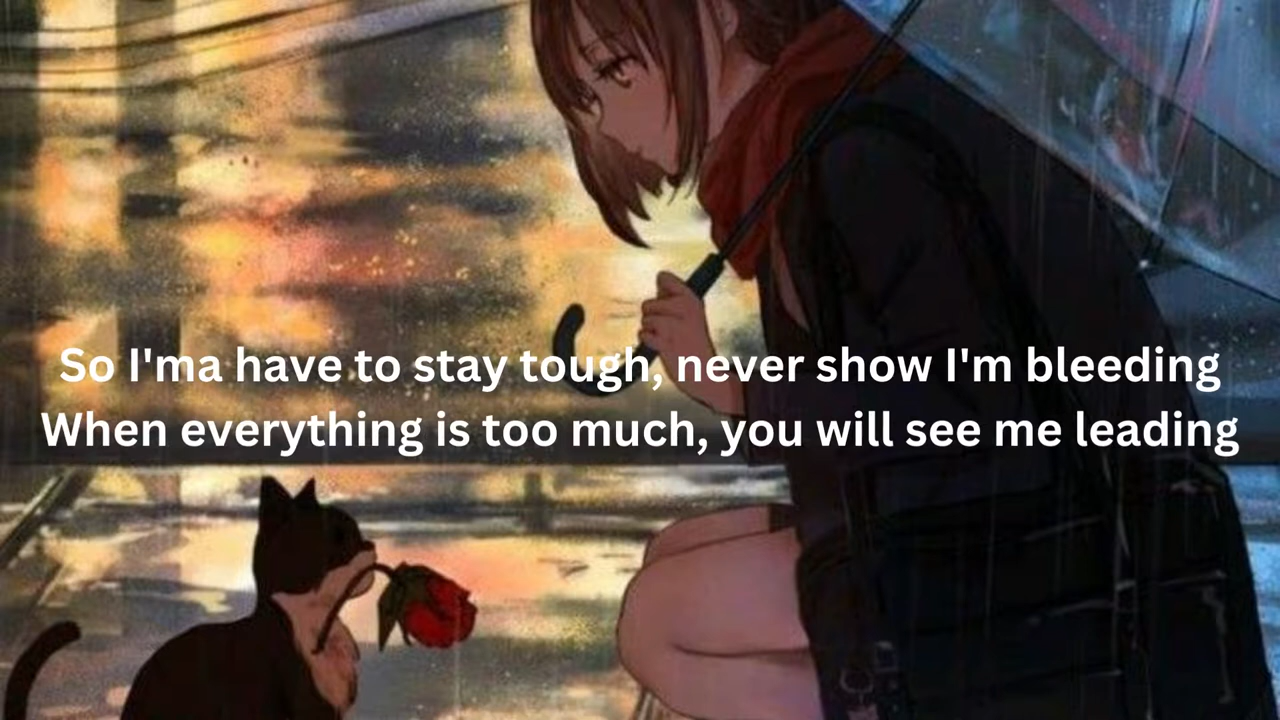 So I'ma have to stay tough, never show I'm bleeding
When everything is too much, you will see me leading